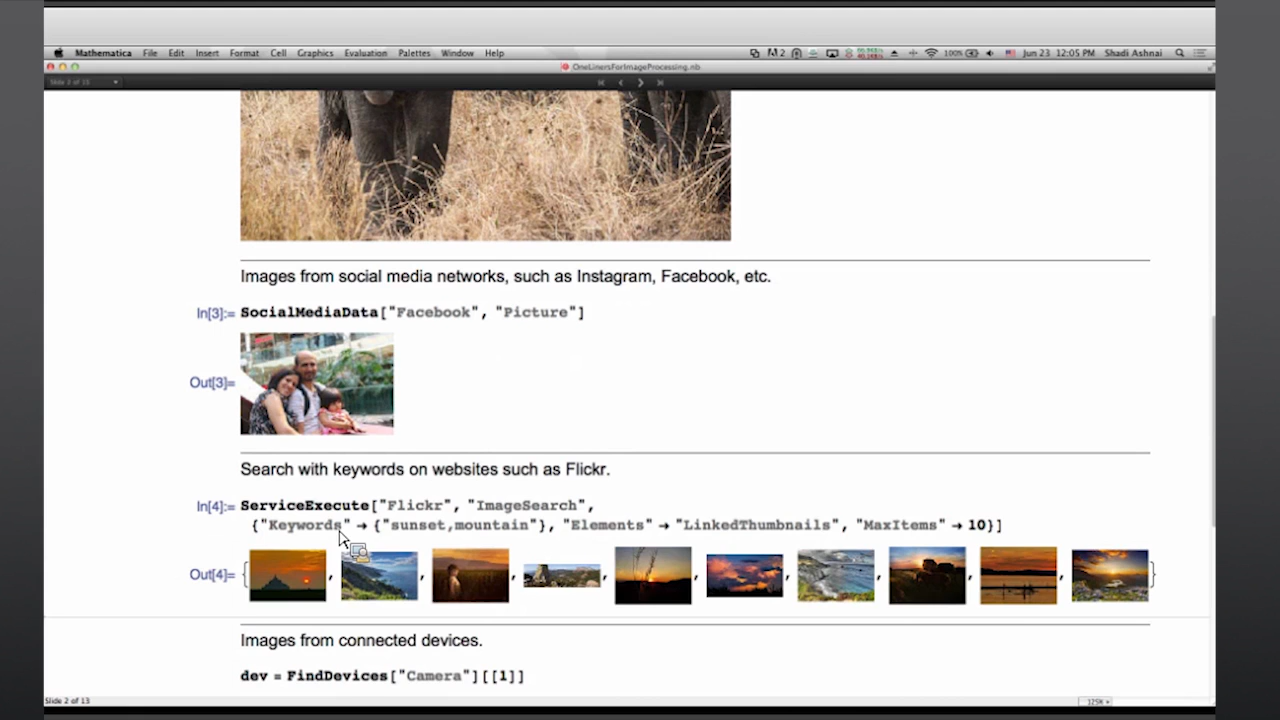 Mathematica File Edit Insert Format Cell Graphics Evaluation Palettes Window Help 100% Jun 23 12:05 PM Shadi Ashnai
OneLinersForImageProcessing.nb
Images from social media networks, such as Instagram, Facebook, etc.
In[3]:= SocialMediaData["Facebook", "Picture"]
Out[3]=
Search with keywords on websites such as Flickr.
In[4]:= ServiceExecute["Flickr", "ImageSearch",
{"Keywords" → {"sunset,mountain"}, "Elements" → "LinkedThumbnails", "MaxItems" → 10}]
Out[4]= { , , , , , , , , , }
Images from connected devices.
dev = FindDevices["Camera"][[1]]
Slide 2 of 13
125%